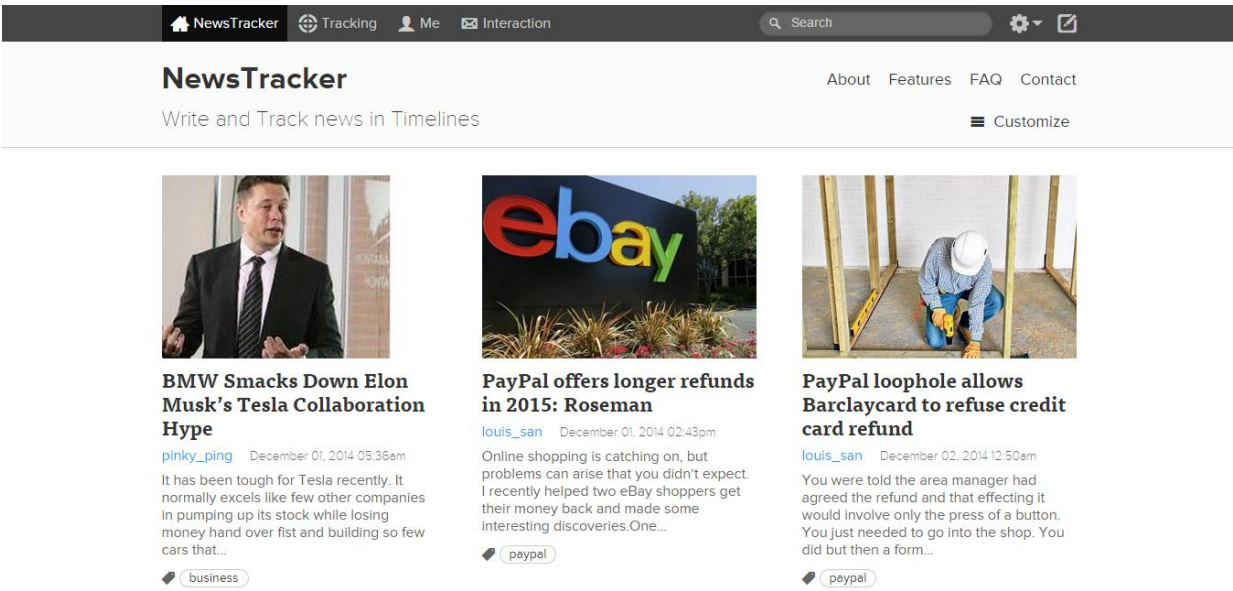 NewsTracker Tracking Me Interaction Search
NewsTracker
About Features FAQ Contact
Write and Track news in Timelines
Customize
ebay
MONTANA
BMW Smacks Down Elon
Musk's Tesla Collaboration
Hype
pinky_ping December 01, 2014 05:36am
It has been tough for Tesla recently. It
normally excels like few other companies
in pumping up its stock while losing
money hand over fist and building so few
cars that...
business
PayPal offers longer refunds
in 2015: Roseman
louis_san December 01, 2014 02:43pm
Online shopping is catching on, but
problems can arise that you didn't expect.
I recently helped two eBay shoppers get
their money back and made some
interesting discoveries.One...
paypal
PayPal loophole allows
Barclaycard to refuse credit
card refund
louis_san December 02, 2014 12:50am
You were told the area manager had
agreed the refund and that effecting it
would involve only the press of a button.
You just needed to go into the shop. You
did but then a form...
paypal